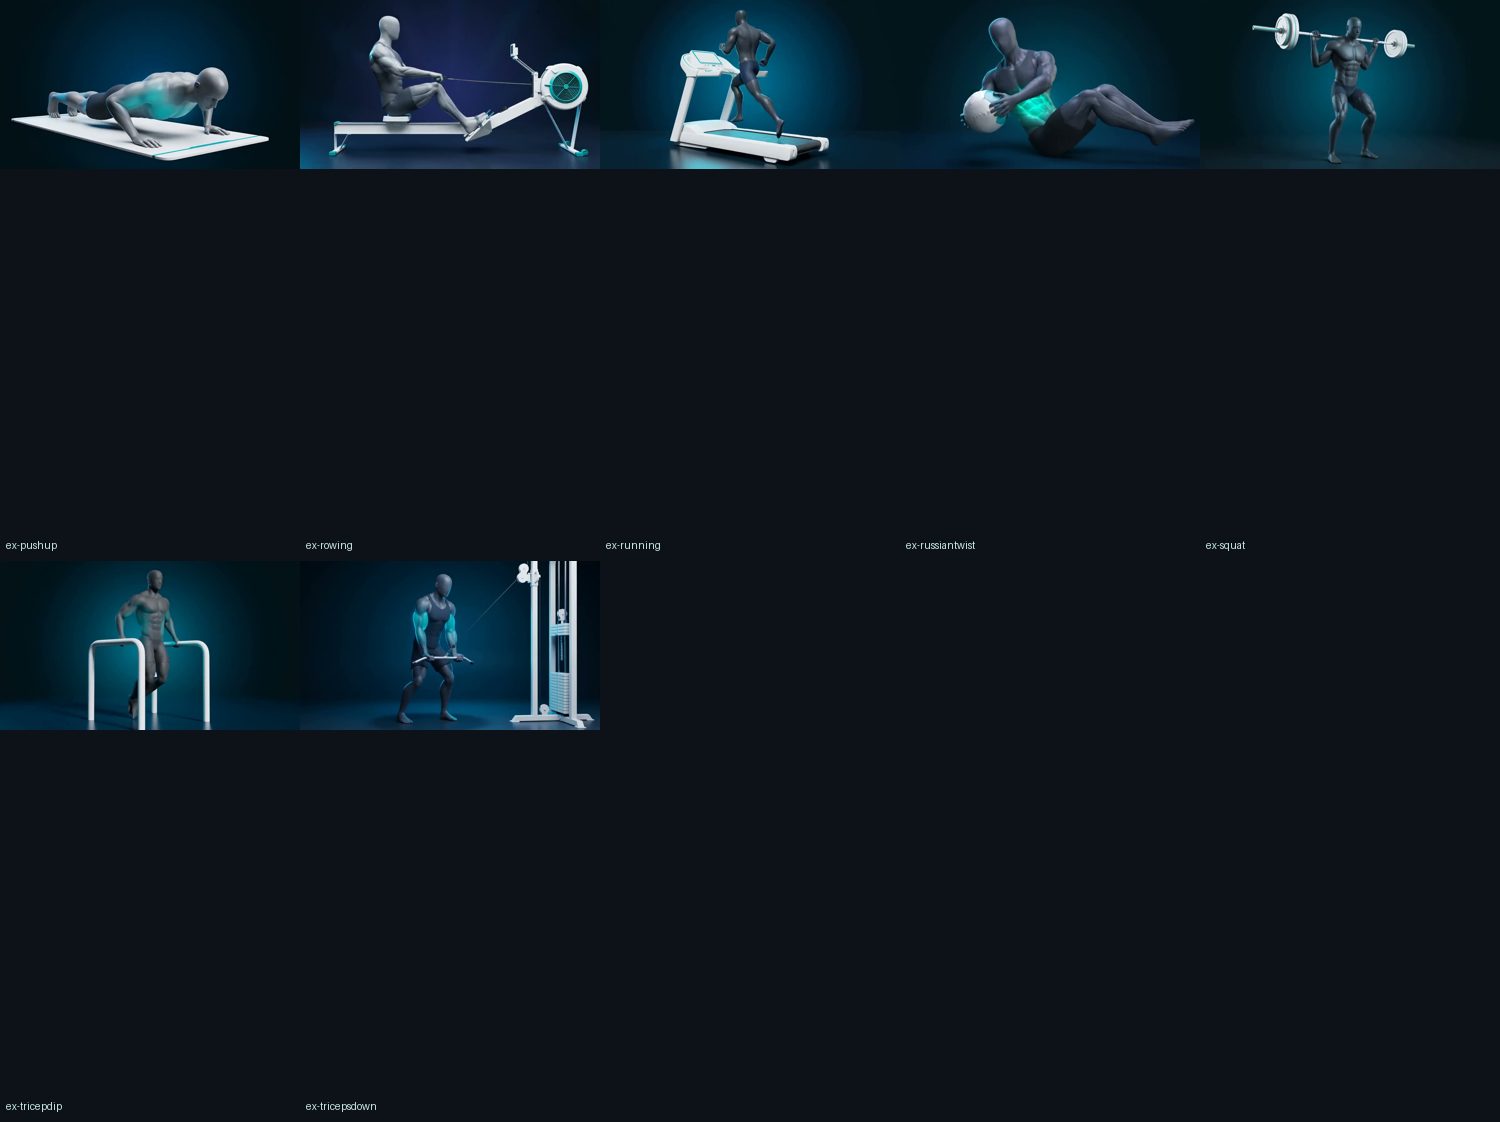 ex-pushup
ex-rowing
ex-running
ex-russiantwist
ex-squat
ex-tricepdip
ex-tricepsdown